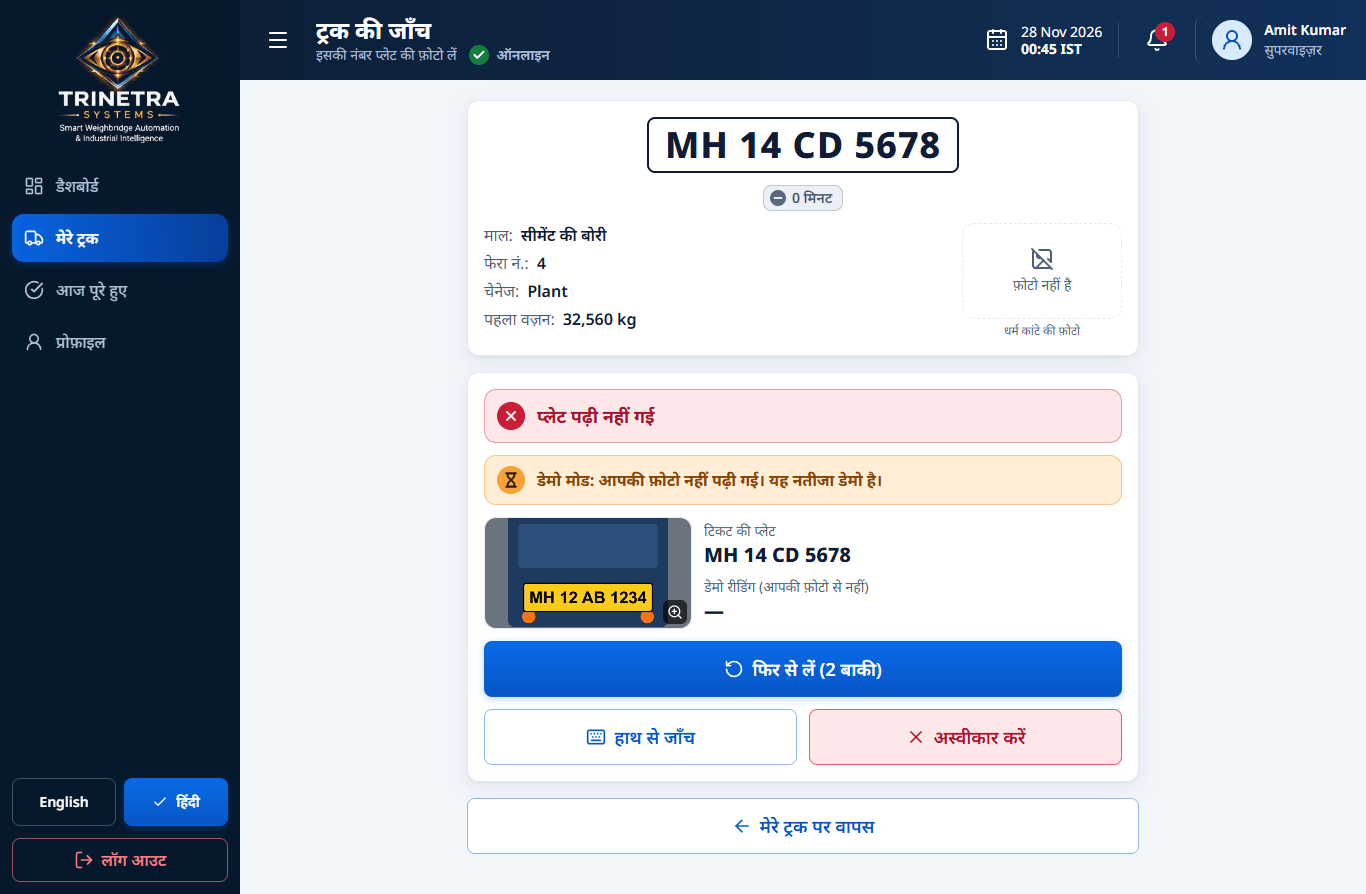 TRINETRA
SYSTEMS
Smart Weighbridge Automation
& Industrial Intelligence
डैशबोर्ड
मेरे ट्रक
आज पूरे हुए
प्रोफ़ाइल
English
हिंदी
लॉग आउट
ट्रक की जाँच
इसकी नंबर प्लेट की फ़ोटो लें
ऑनलाइन
28 Nov 2026
00:45 IST
1
Amit Kumar
सुपरवाइज़र
MH 14 CD 5678
0 मिनट
माल: सीमेंट की बोरी
फेरा नं.: 4
चेनेज: Plant
पहला वज़न: 32,560 kg
फ़ोटो नहीं है
धर्म कांटे की फ़ोटो
प्लेट पढ़ी नहीं गई
डेमो मोड: आपकी फ़ोटो नहीं पढ़ी गई। यह नतीजा डेमो है।
MH 12 AB 1234
टिकट की प्लेट
MH 14 CD 5678
डेमो रीडिंग (आपकी फ़ोटो से नहीं)
—
फिर से लें (2 बाकी)
हाथ से जाँच
अस्वीकार करें
मेरे ट्रक पर वापस